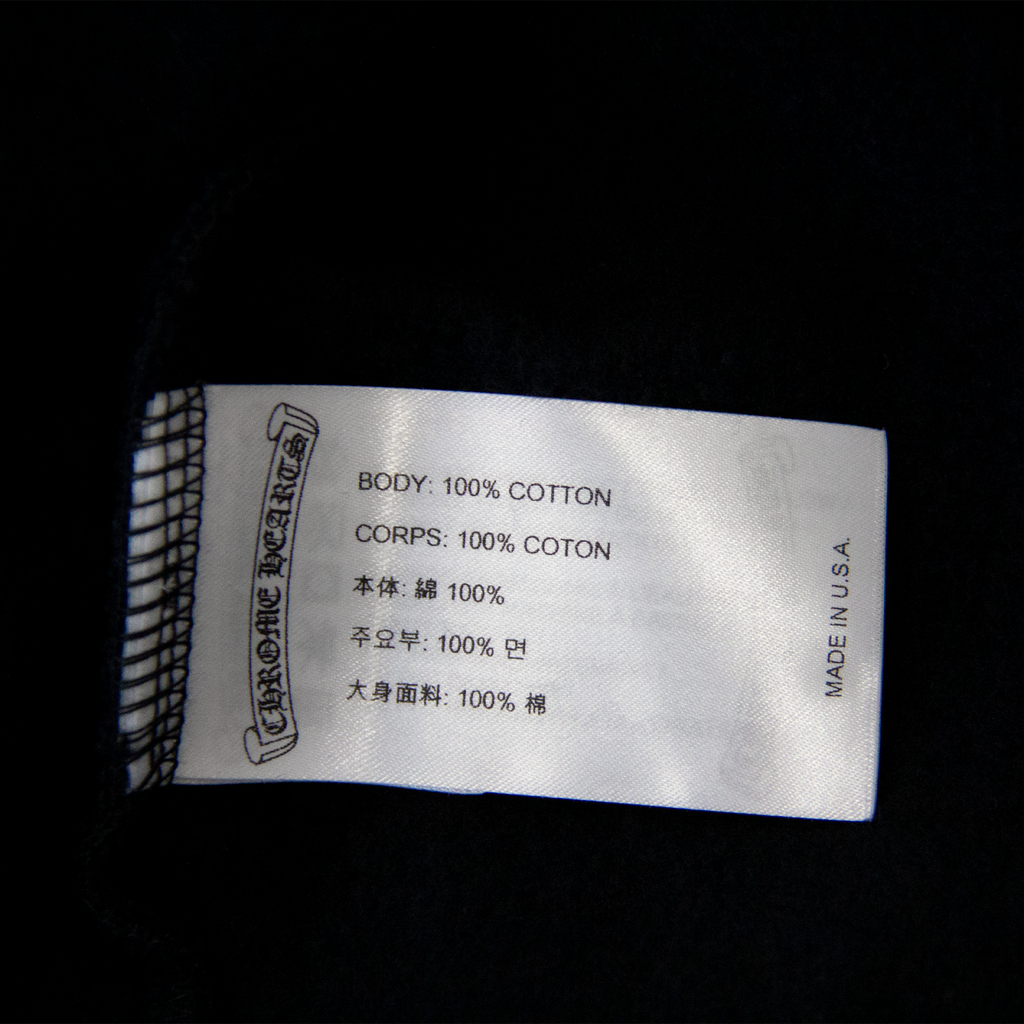 CHROME HEARTS
BODY: 100% COTTON
CORPS: 100% COTON
本体: 綿 100%
주요부: 100% 면
大身面料: 100% 棉
MADE IN U.S.A.